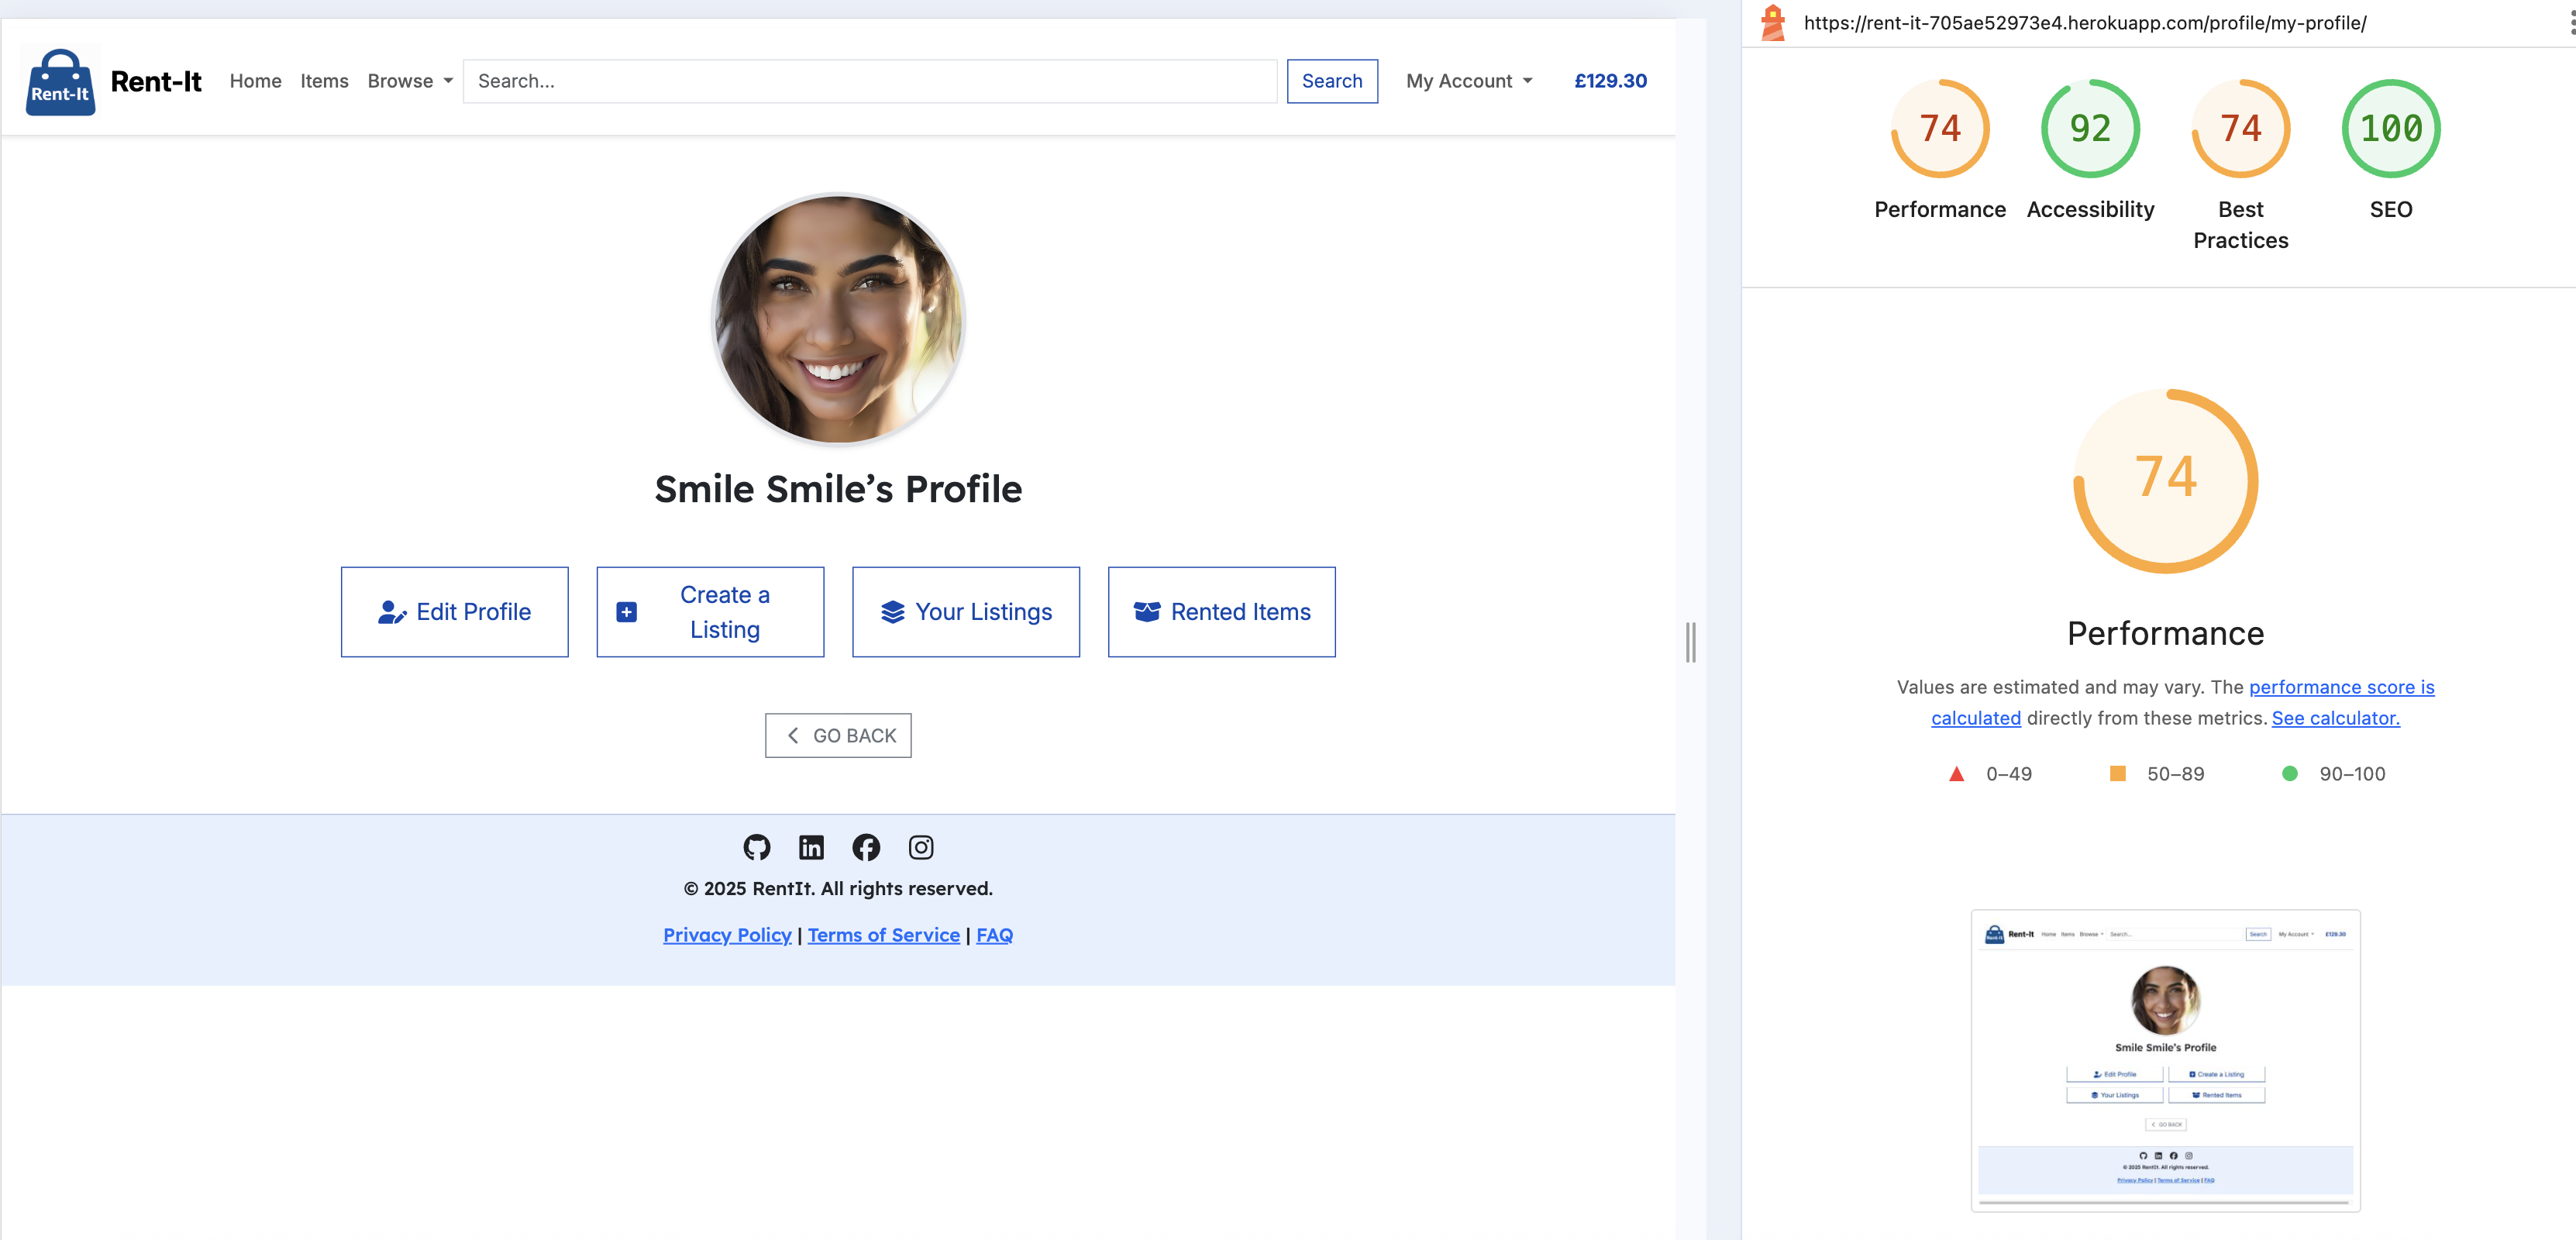 Rent-It
Rent-It Home Items Browse Search... Search My Account £129.30
Smile Smile’s Profile
Edit Profile
Create a
Listing
Your Listings
Rented Items
GO BACK
© 2025 RentIt. All rights reserved.
Privacy Policy | Terms of Service | FAQ
https://rent-it-705ae52973e4.herokuapp.com/profile/my-profile/
74
Performance
92
Accessibility
74
Best
Practices
100
SEO
74
Performance
Values are estimated and may vary. The performance score is
calculated directly from these metrics. See calculator.
0–49
50–89
90–100
Rent-It
Rent-It Home Items Browse Search... Search My Account £129.30
Smile Smile’s Profile
Edit Profile
Create a Listing
Your Listings
Rented Items
GO BACK
© 2025 RentIt. All rights reserved.
Privacy Policy | Terms of Service | FAQ